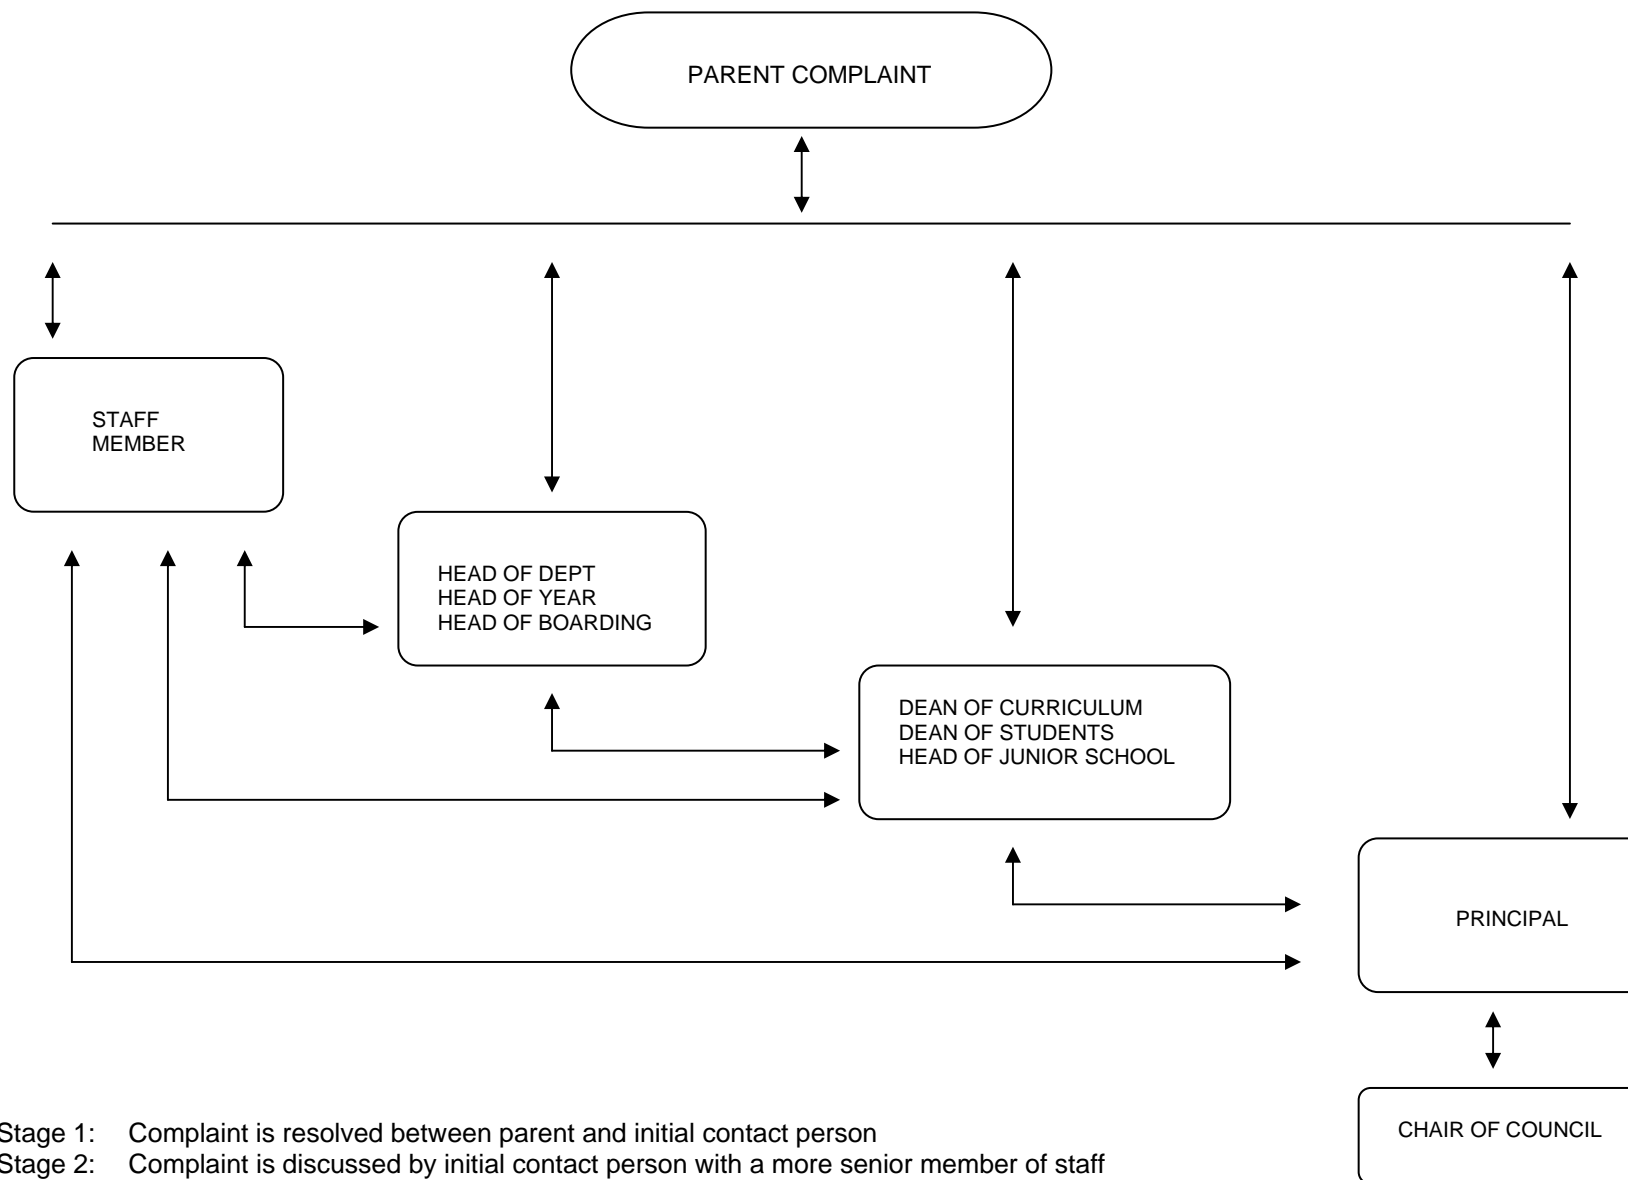 PARENT COMPLAINT
STAFF
MEMBER
HEAD OF DEPT
HEAD OF YEAR
HEAD OF BOARDING
DEAN OF CURRICULUM
DEAN OF STUDENTS
HEAD OF JUNIOR SCHOOL
PRINCIPAL
CHAIR OF COUNCIL
Stage 1: Complaint is resolved between parent and initial contact person
Stage 2: Complaint is discussed by initial contact person with a more senior member of staff